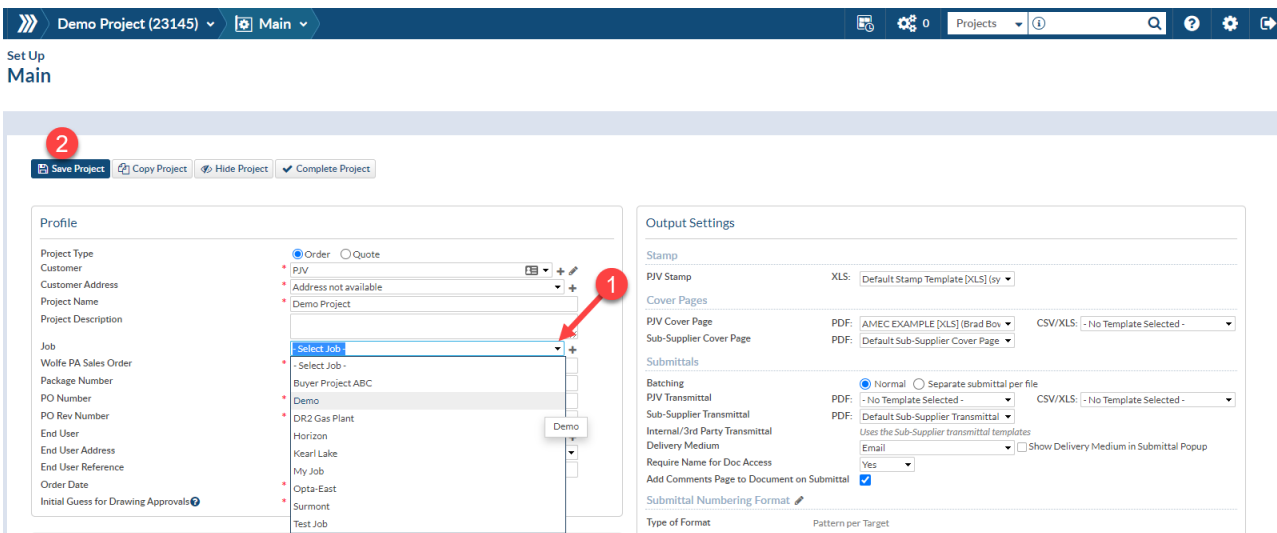 Demo Project (23145)
Main
0
Projects
Set Up
Main
2
Save Project
Copy Project
Hide Project
Complete Project
Profile
Project Type
Order
Quote
Customer
* PJV
Customer Address
* Address not available
Project Name
* Demo Project
Project Description
1
Job
- Select Job -
Wolfe PA Sales Order
*
- Select Job -
Package Number
Buyer Project ABC
PO Number
*
Demo
PO Rev Number
*
DR2 Gas Plant
Demo
End User
Horizon
End User Address
Kearl Lake
End User Reference
My Job
Order Date
*
Opta-East
Initial Guess for Drawing Approvals
*
Surmont
Test Job
Output Settings
Stamp
PJV Stamp
XLS:
Default Stamp Template [XLS] (sy
Cover Pages
PJV Cover Page
PDF:
AMEC EXAMPLE [XLS] (Brad Bov
CSV/XLS:
- No Template Selected -
Sub-Supplier Cover Page
PDF:
Default Sub-Supplier Cover Page
Submittals
Batching
Normal
Separate submittal per file
PJV Transmittal
PDF:
- No Template Selected -
CSV/XLS:
- No Template Selected -
Sub-Supplier Transmittal
PDF:
Default Sub-Supplier Transmittal
Internal/3rd Party Transmittal
Uses the Sub-Supplier transmittal templates
Delivery Medium
Email
Show Delivery Medium in Submittal Popup
Require Name for Doc Access
Yes
Add Comments Page to Document on Submittal
Submittal Numbering Format
Type of Format
Pattern per Target